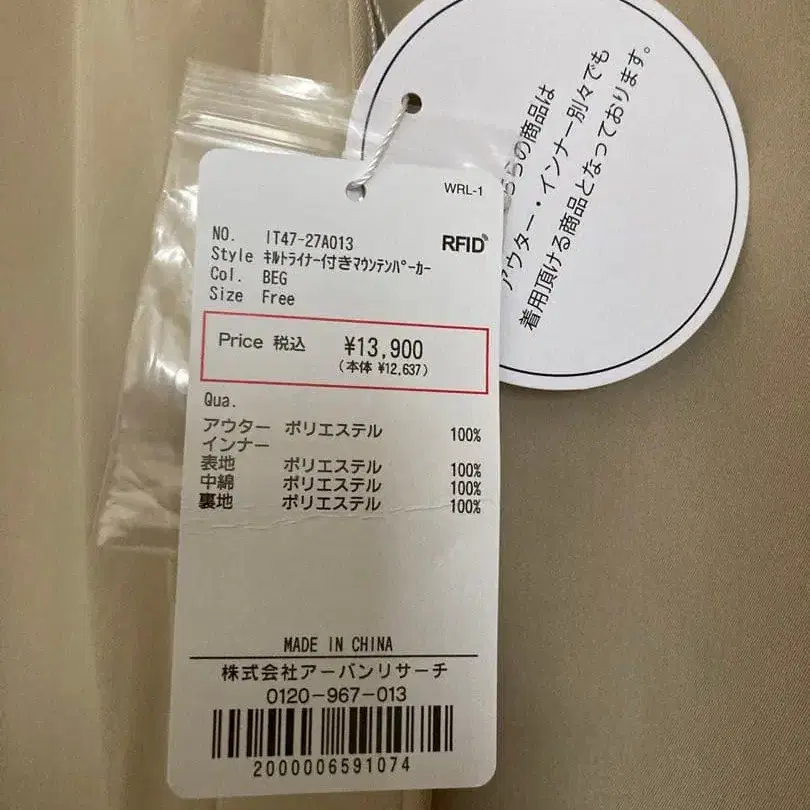 WRL-1
RFID
NO. IT47-27A013
Style ｷﾙﾄﾗｲﾅｰ付きﾏｳﾝﾃﾝﾊﾟｰｶｰ
Col. BEG
Size Free
Price 税込 ¥13,900
(本体 ¥12,637)
Qua.
アウター ポリエステル 100%
インナー
表地 ポリエステル 100%
中綿 ポリエステル 100%
裏地 ポリエステル 100%
MADE IN CHINA
株式会社アーバンリサーチ
0120-967-013
2000006591074
らの商品は
アウター・インナー別々でも
着用頂ける商品となっております。